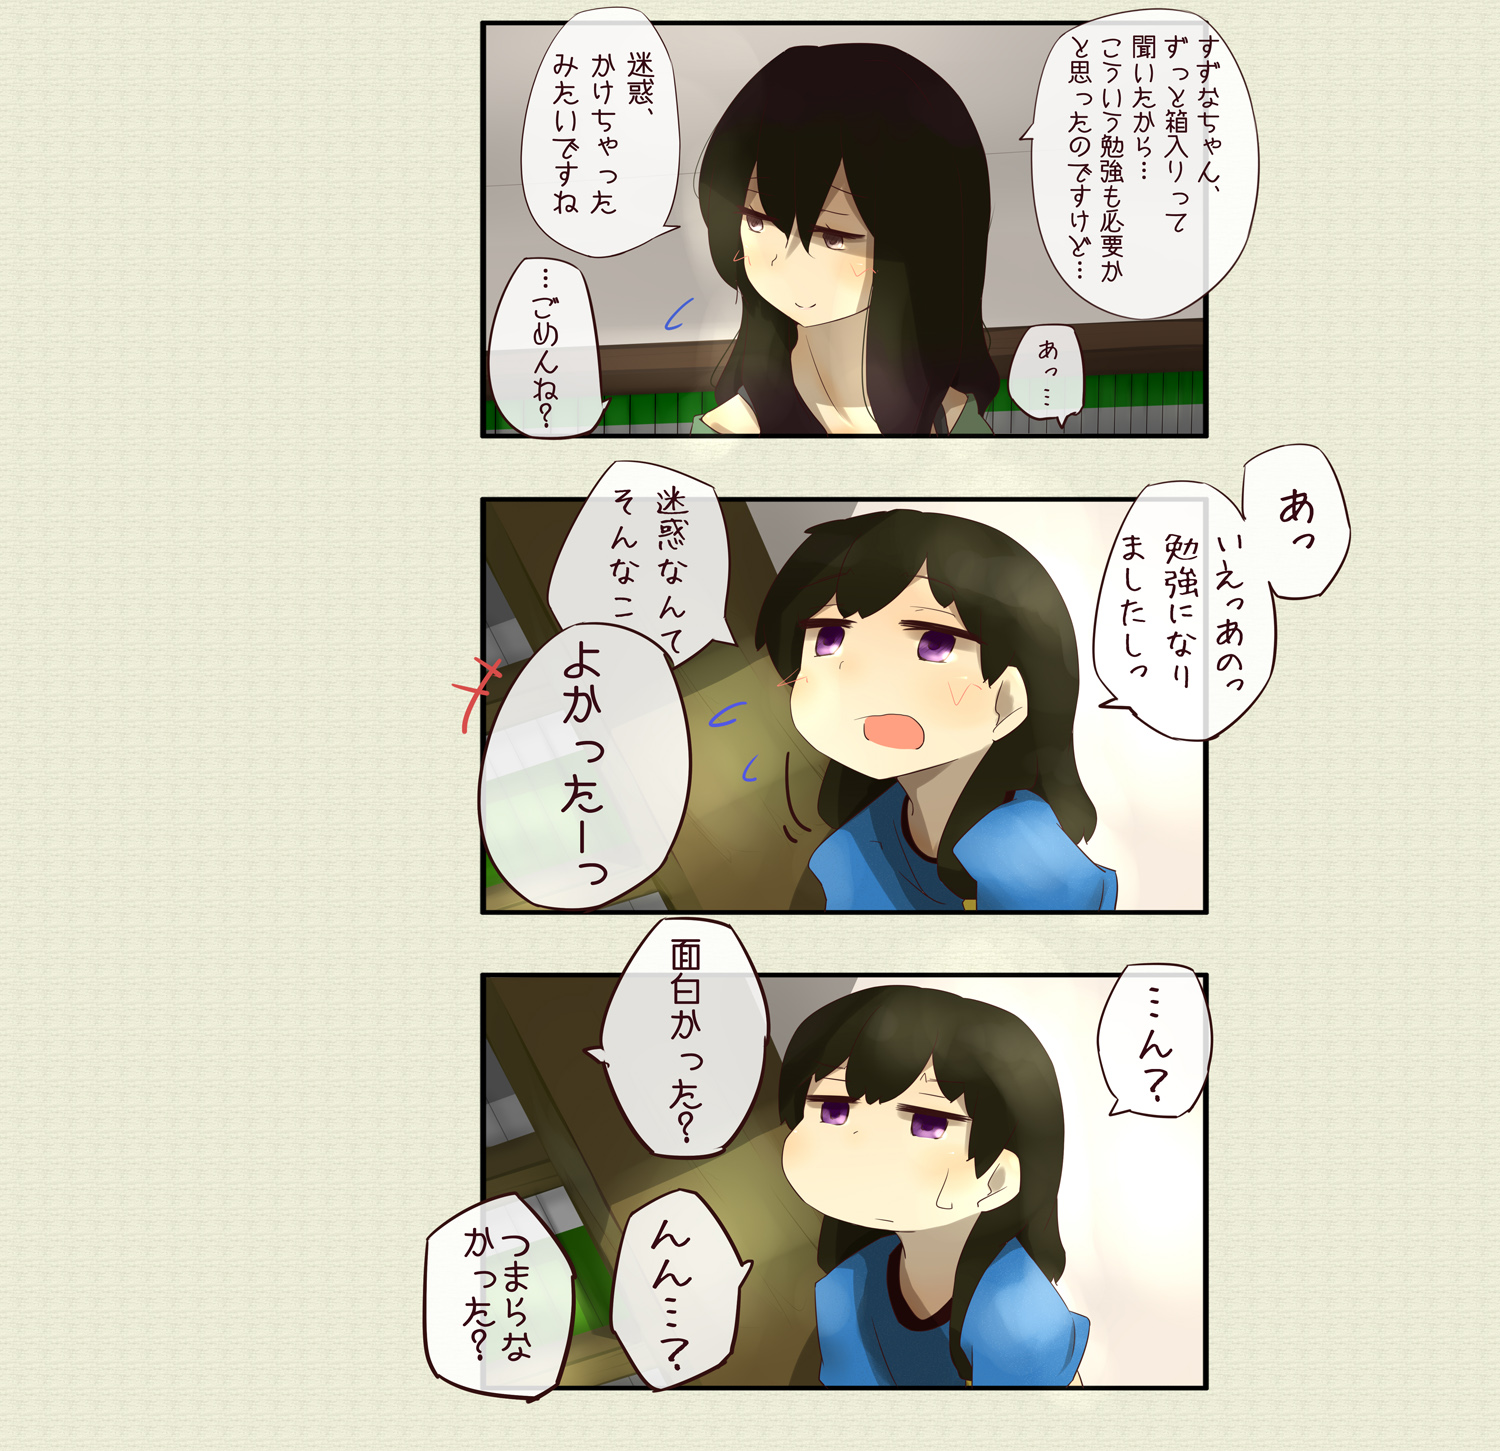 すずなちゃん、
ずっと箱入りって
聞いたから…
こういう勉強も必要か
と思ったのですけど…
あっ…
迷惑、
かけちゃった
みたいですね
…ごめんね?
あっ
いえっあのっ
勉強になり
ましたしっ
迷惑なんて
そんなこ
よかったーっ
…ん?
面白かった?
んん…?
つまらな
かった?